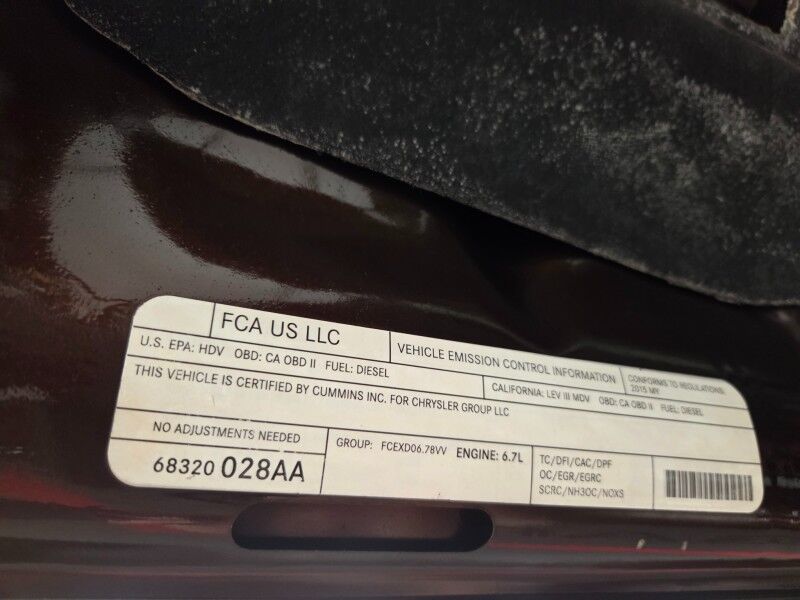 FCA US LLC
VEHICLE EMISSION CONTROL INFORMATION
CONFORMS TO REGULATIONS:
2015 MY
U.S. EPA: HDV OBD: CA OBD II FUEL: DIESEL
CALIFORNIA: LEV III MDV OBD: CA OBD II FUEL: DIESEL
THIS VEHICLE IS CERTIFIED BY CUMMINS INC. FOR CHRYSLER GROUP LLC
NO ADJUSTMENTS NEEDED
68320 028AA
GROUP: FCEXD06.78VV ENGINE: 6.7L
TC/DFI/CAC/DPF
OC/EGR/EGRC
SCRC/NH3OC/NOXS